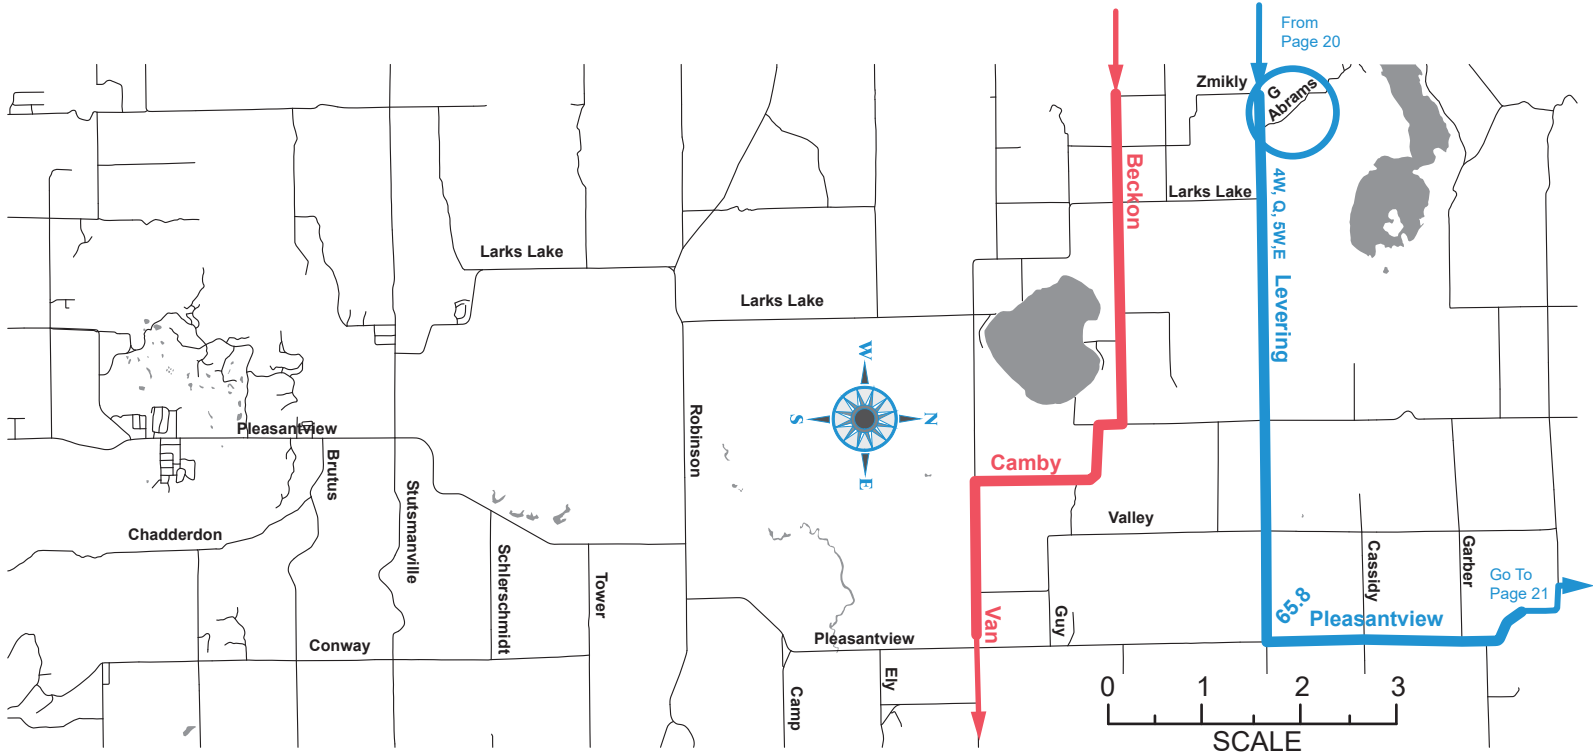 From
Page 20
Zmikly
G
Abrams
Beckon
4W, Q, 5W,E
Levering
Larks Lake
Larks Lake
Larks Lake
W
S
N
E
Robinson
Pleasantview
Brutus
Stutsmanville
Camby
Valley
Chadderdon
Schlerschmidt
Tower
Cassidy
Garber
Go To
Page 21
65.8
Pleasantview
Van
Guy
Pleasantview
Conway
Ely
Camp
0 1 2 3
SCALE